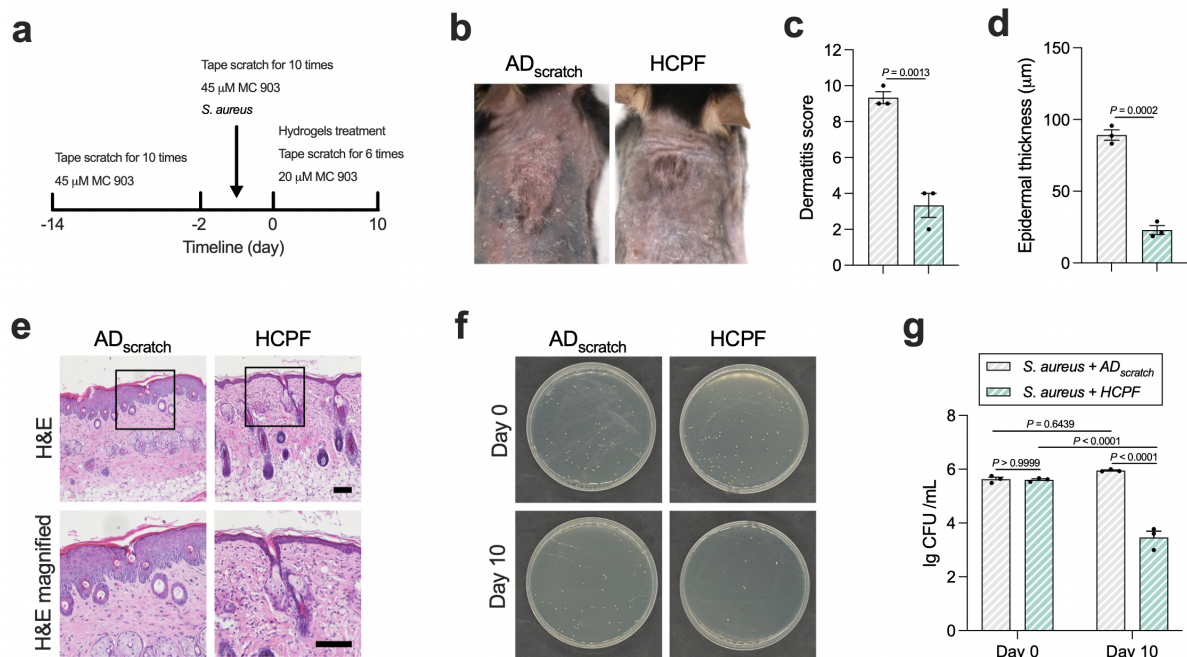 a
Tape scratch for 10 times
45 μM MC 903
S. aureus
Hydrogels treatment
Tape scratch for 6 times
20 μM MC 903
Tape scratch for 10 times
45 μM MC 903
-14
-2
0
10
Timeline (day)
b
ADscratch
HCPF
c
Dermatitis score
12
10
8
6
4
2
0
P = 0.0013
d
Epidermal thickness (μm)
150
100
50
0
P = 0.0002
e
ADscratch
HCPF
H&E
H&E magnified
f
ADscratch
HCPF
Day 0
Day 10
g
S. aureus + ADscratch
S. aureus + HCPF
lg CFU /mL
8
6
4
2
0
P = 0.6439
P < 0.0001
P > 0.9999
P < 0.0001
Day 0
Day 10